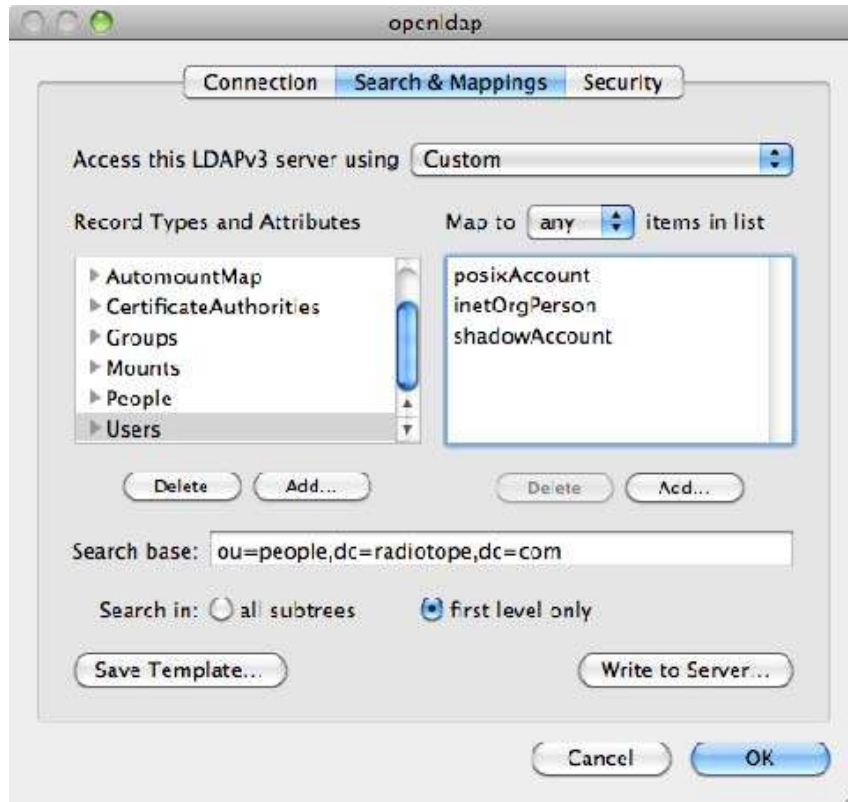 openldap
Connection Search & Mappings Security
Access this LDAPv3 server using Custom
Record Types and Attributes Map to any items in list
AutomountMap
CertificateAuthorities
Groups
Mounts
People
Users
posixAccount
inetOrgPerson
shadowAccount
Delete Add... Delete Add...
Search base: ou=people,dc=radiotope,dc=com
Search in: all subtrees first level only
Save Template... Write to Server...
Cancel OK